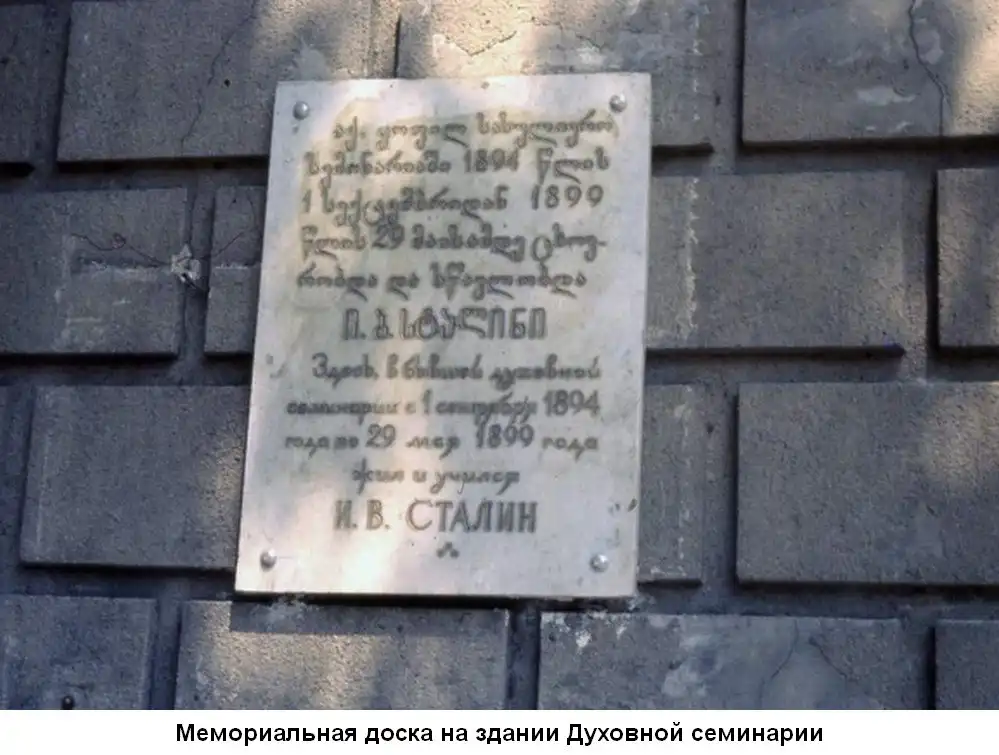 აქ, ყოფილ სასულიერო
სემინარიაში 1894 წლის
1 სექტემბრიდან 1899
წლის 29 მაისამდე ცხოვ-
რობდა და სწავლობდა
ი. ბ. სტალინი
Здесь, в бывшей духовной
семинарии с 1 сентября 1894
года по 29 мая 1899 года
жил и учился
И. В. СТАЛИН
Мемориальная доска на здании Духовной семинарии